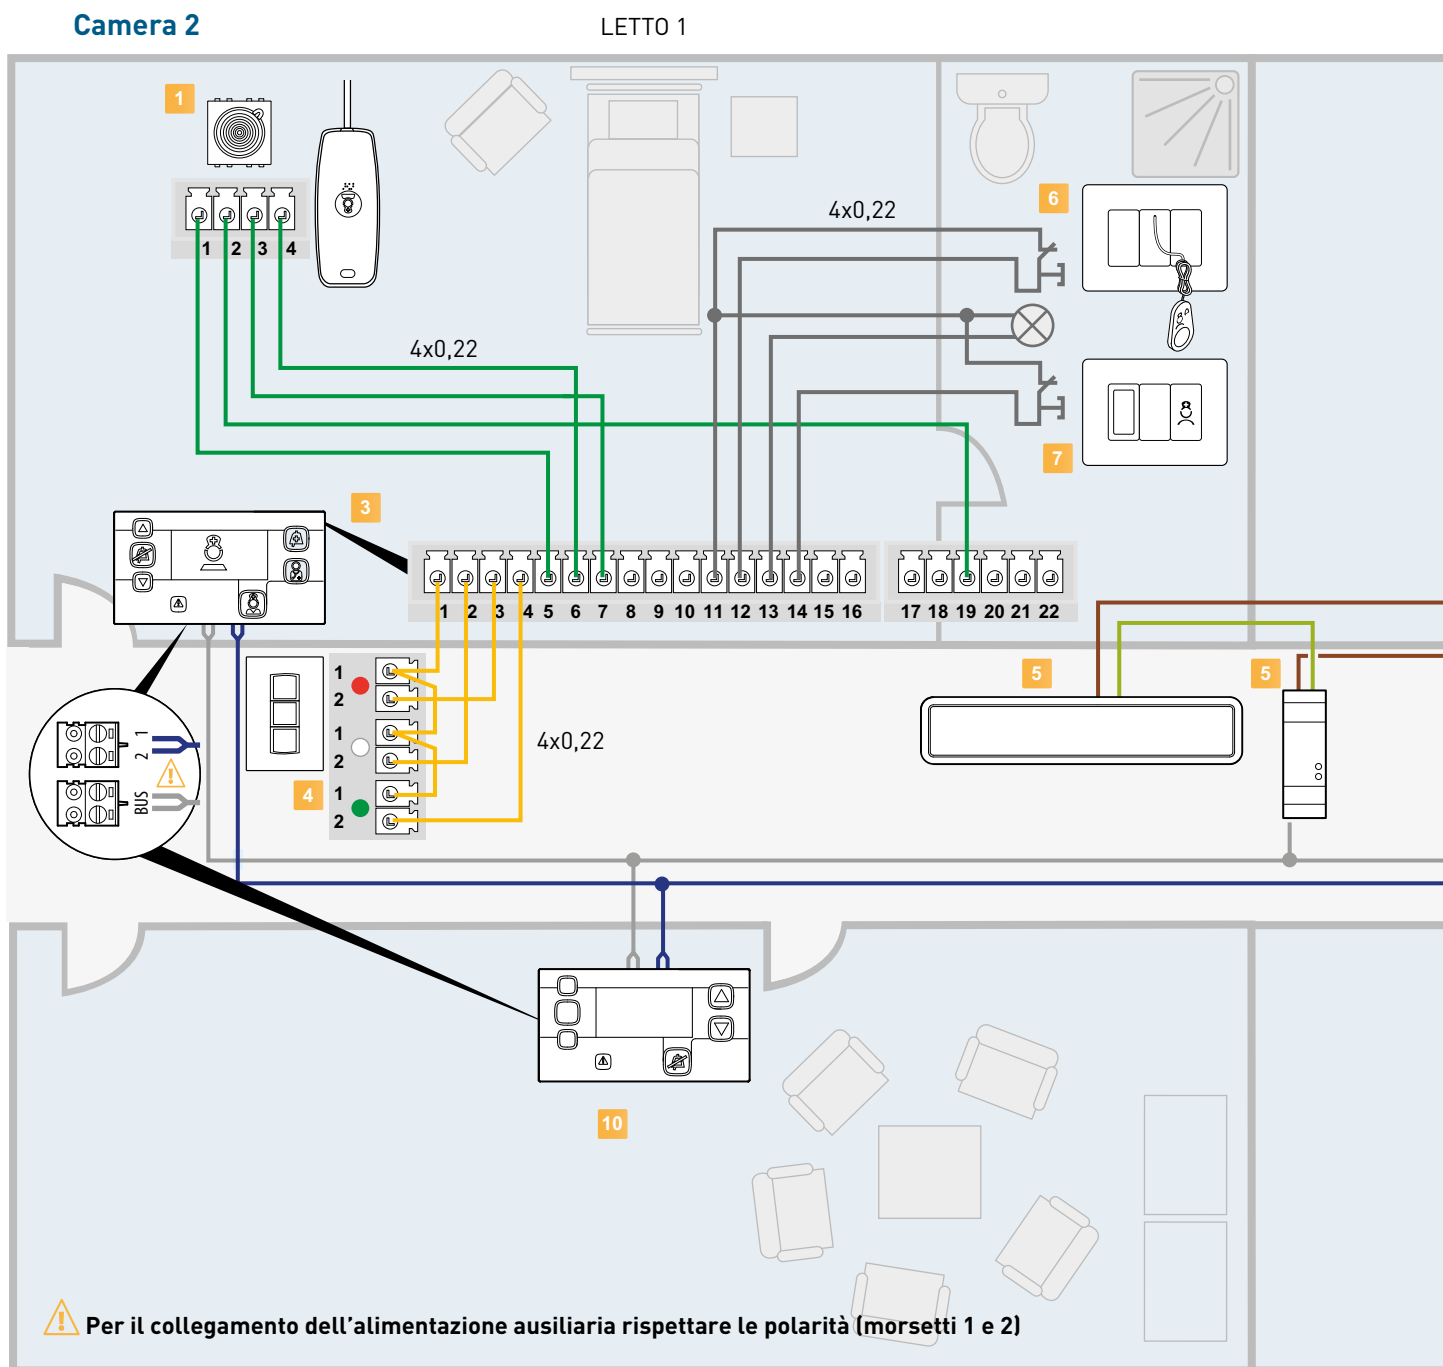 Camera 2
LETTO 1
1
1 2 3 4
4x0,22
6
4x0,22
7
3
1 2 3 4 5 6 7 8 9 10 11 12 13 14 15 16
17 18 19 20 21 22
1
2
1
2
1
2
4
4x0,22
5
5
1
2
BUS
10
Per il collegamento dell’alimentazione ausiliaria rispettare le polarità (morsetti 1 e 2)